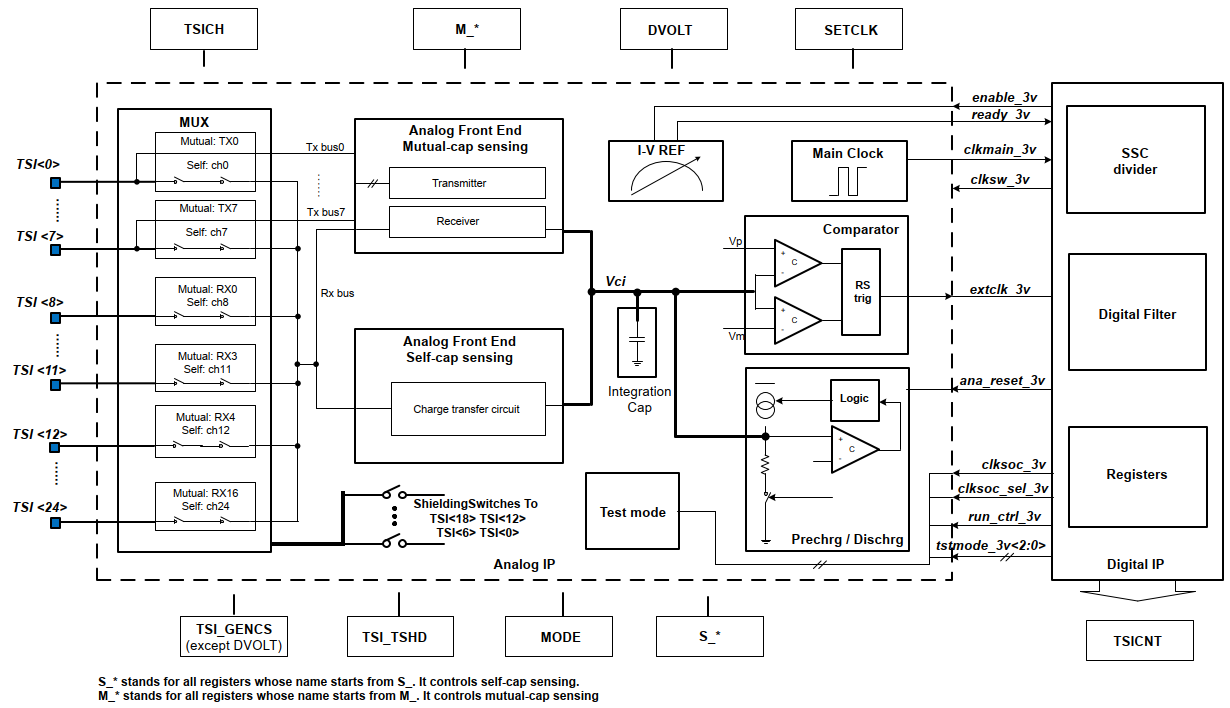 TSICH
M_*
DVOLT
SETCLK
MUX
Mutual: TX0
Self: ch0
Mutual: TX7
Self: ch7
Mutual: RX0
Self: ch8
Mutual: RX3
Self: ch11
Mutual: RX4
Self: ch12
Mutual: RX16
Self: ch24
TSI<0>
TSI <7>
TSI <8>
TSI <11>
TSI <12>
TSI <24>
Tx bus0
Tx bus7
Rx bus
Analog Front End
Mutual-cap sensing
Transmitter
Receiver
Analog Front End
Self-cap sensing
Charge transfer circuit
ShieldingSwitches To
TSI<18> TSI<12>
TSI<6> TSI<0>
Analog IP
Vci
Integration
Cap
I-V REF
Main Clock
Comparator
Vp
+
C
-
+
C
-
Vm
RS
trig
Logic
+
C
-
Prechrg / Dischrg
Test mode
enable_3v
ready_3v
clkmain_3v
clksw_3v
extclk_3v
ana_reset_3v
clksoc_3v
clksoc_sel_3v
run_ctrl_3v
tstmode_3v<2:0>
SSC
divider
Digital Filter
Registers
Digital IP
TSI_GENCS
(except DVOLT)
TSI_TSHD
MODE
S_*
TSICNT
S_* stands for all registers whose name starts from S_. It controls self-cap sensing.
M_* stands for all registers whose name starts from M_. It controls mutual-cap sensing